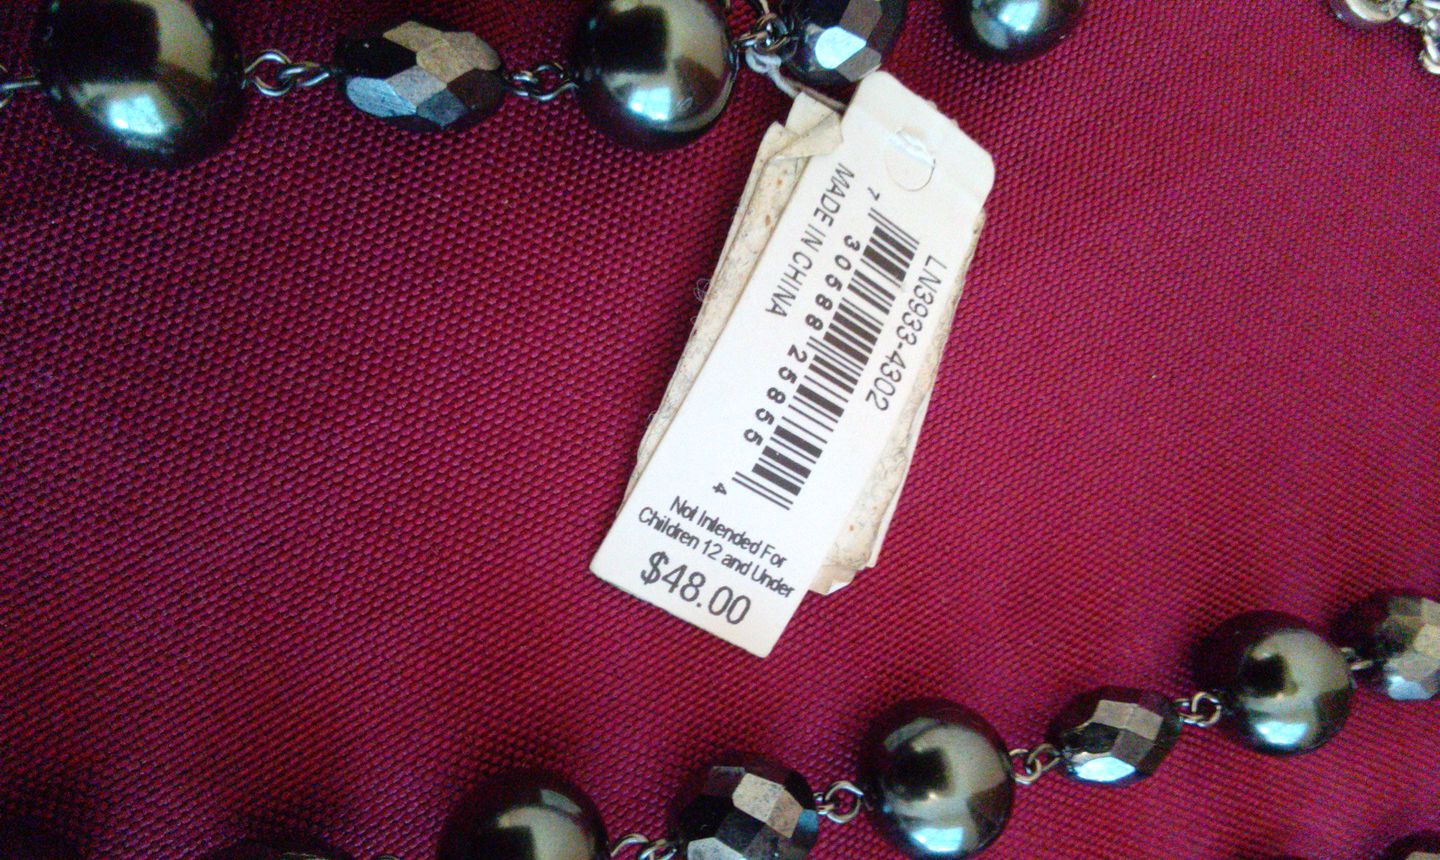 LN3933-4302
7 30588 25855 4
MADE IN CHINA
Not Intended For
Children 12 and Under
$48.00